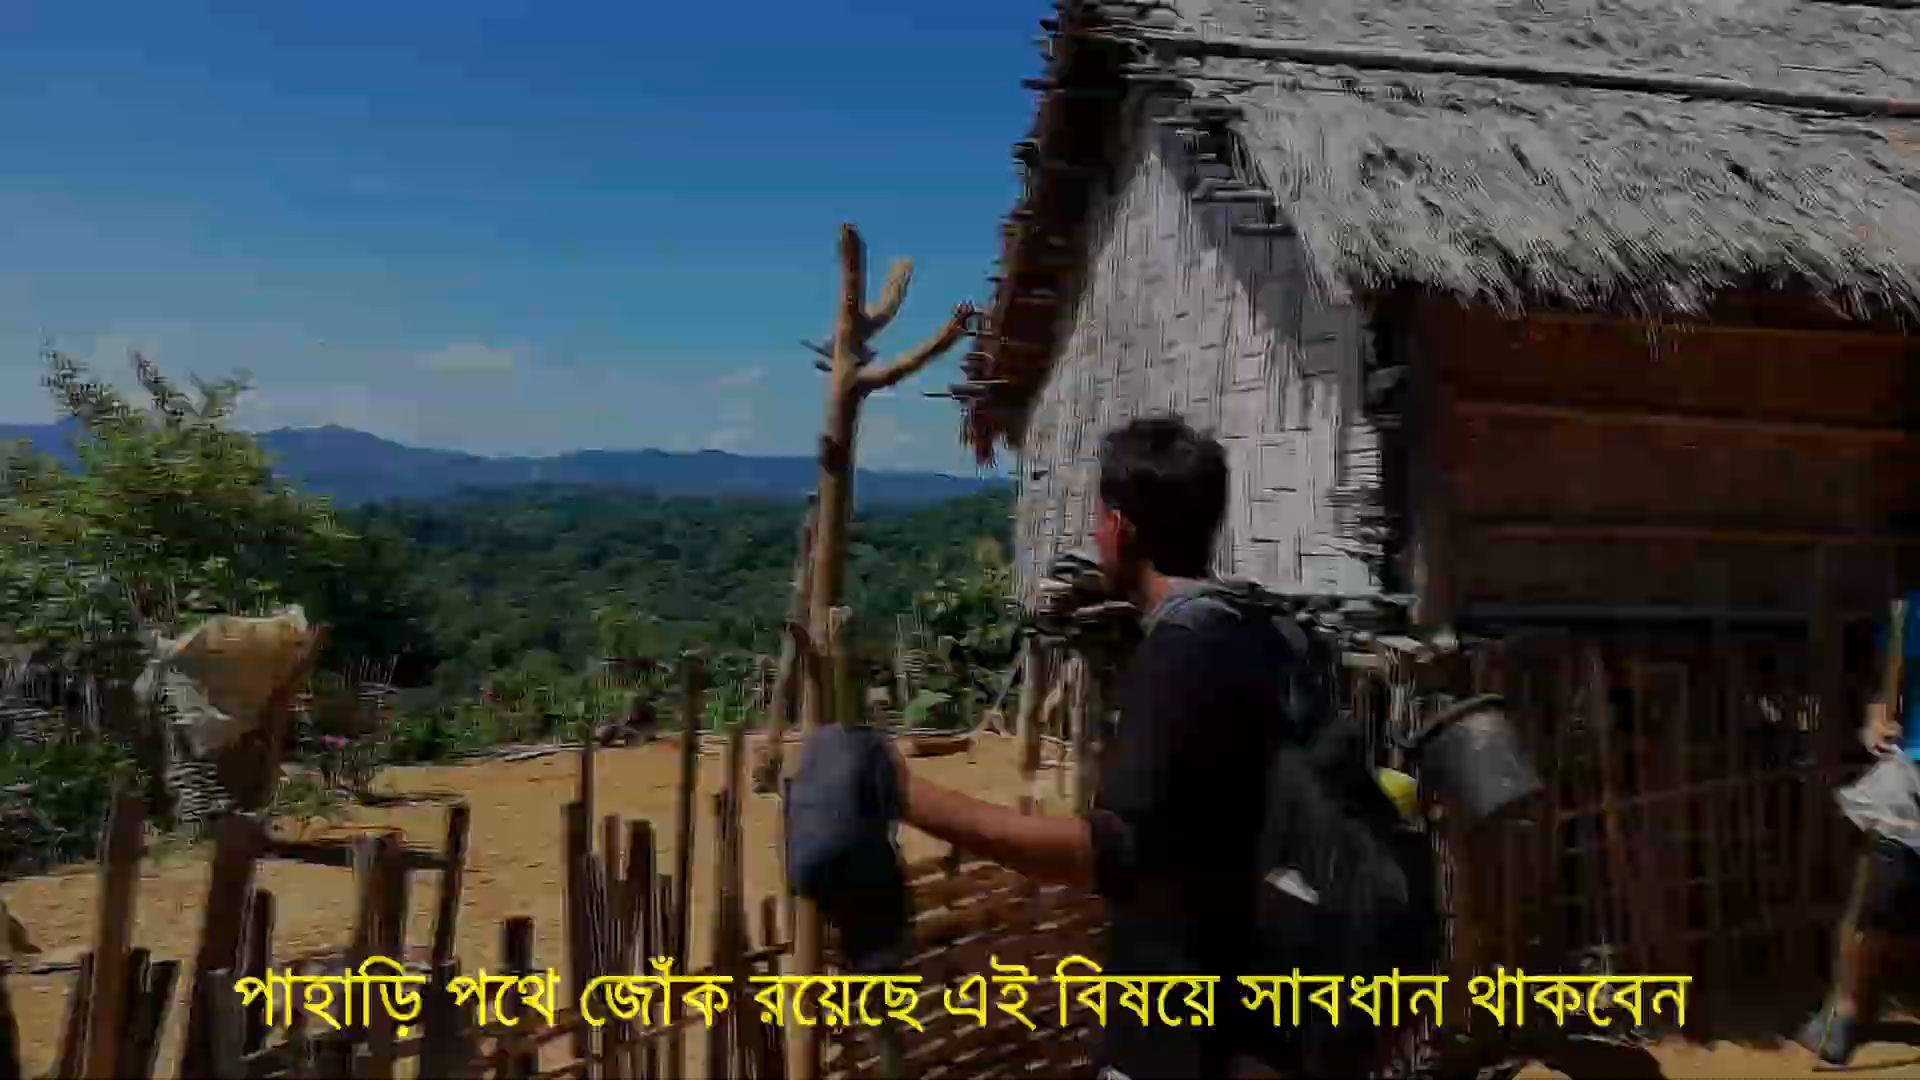 পাহাড়ি পথে জোঁক রয়েছে এই বিষয়ে সাবধান থাকবেন